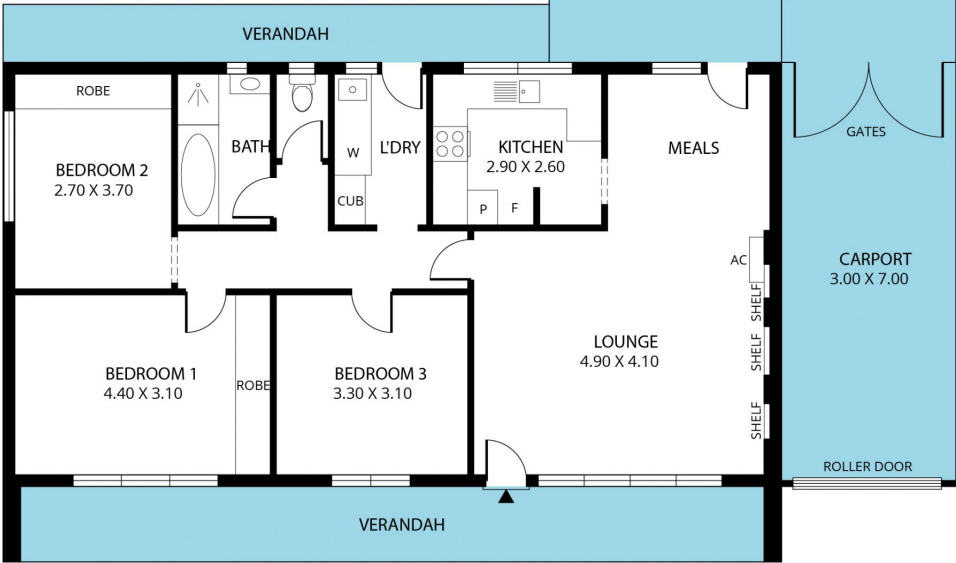 VERANDAH
ROBE
BEDROOM 2
2.70 X 3.70
BATH
W
CUB
L'DRY
KITCHEN
2.90 X 2.60
P
F
MEALS
GATES
CARPORT
3.00 X 7.00
AC
SHELF
SHELF
SHELF
LOUNGE
4.90 X 4.10
BEDROOM 1
4.40 X 3.10
ROBE
BEDROOM 3
3.30 X 3.10
ROLLER DOOR
VERANDAH